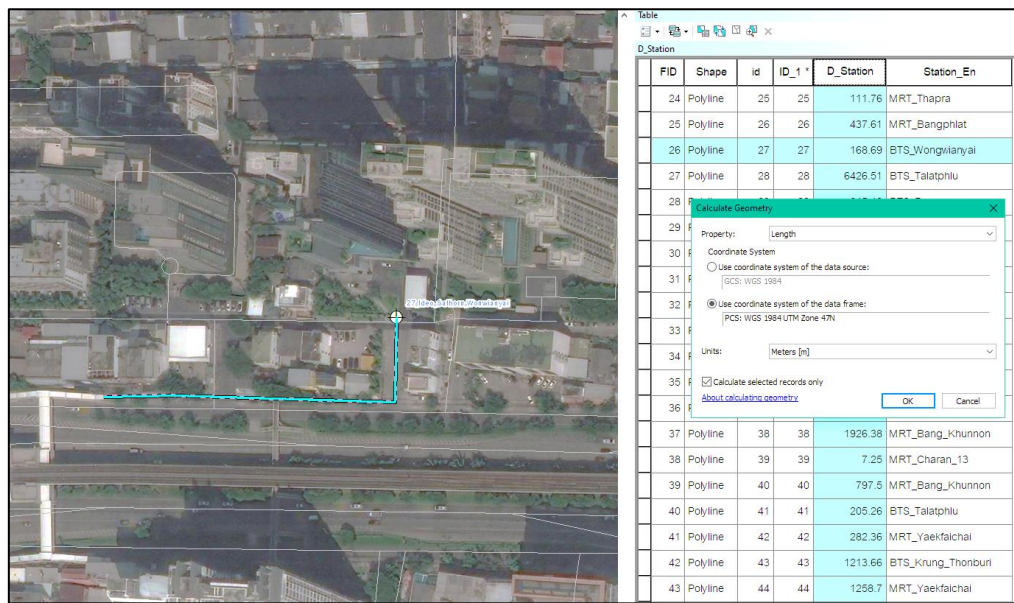 27,Ideo_Sathorn_Wonwianyai
Table
D_Station
FID Shape id ID_1 * D_Station Station_En
24 Polyline 25 25 111.76 MRT_Thapra
25 Polyline 26 26 437.61 MRT_Bangphlat
26 Polyline 27 27 168.69 BTS_Wongwianyai
27 Polyline 28 28 6426.51 BTS_Talatphlu
28
29
30
31
32
33
34
35
36
Calculate Geometry
Property: Length
Coordinate System
Use coordinate system of the data source:
GCS: WGS 1984
Use coordinate system of the data frame:
PCS: WGS 1984 UTM Zone 47N
Units: Meters [m]
Calculate selected records only
About calculating geometry
OK Cancel
37 Polyline 38 38 1926.38 MRT_Bang_Khunnon
38 Polyline 39 39 7.25 MRT_Charan_13
39 Polyline 40 40 797.5 MRT_Bang_Khunnon
40 Polyline 41 41 205.26 BTS_Talatphlu
41 Polyline 42 42 282.36 MRT_Yaekfaichai
42 Polyline 43 43 1213.66 BTS_Krung_Thonburi
43 Polyline 44 44 1258.7 MRT_Yaekfaichai